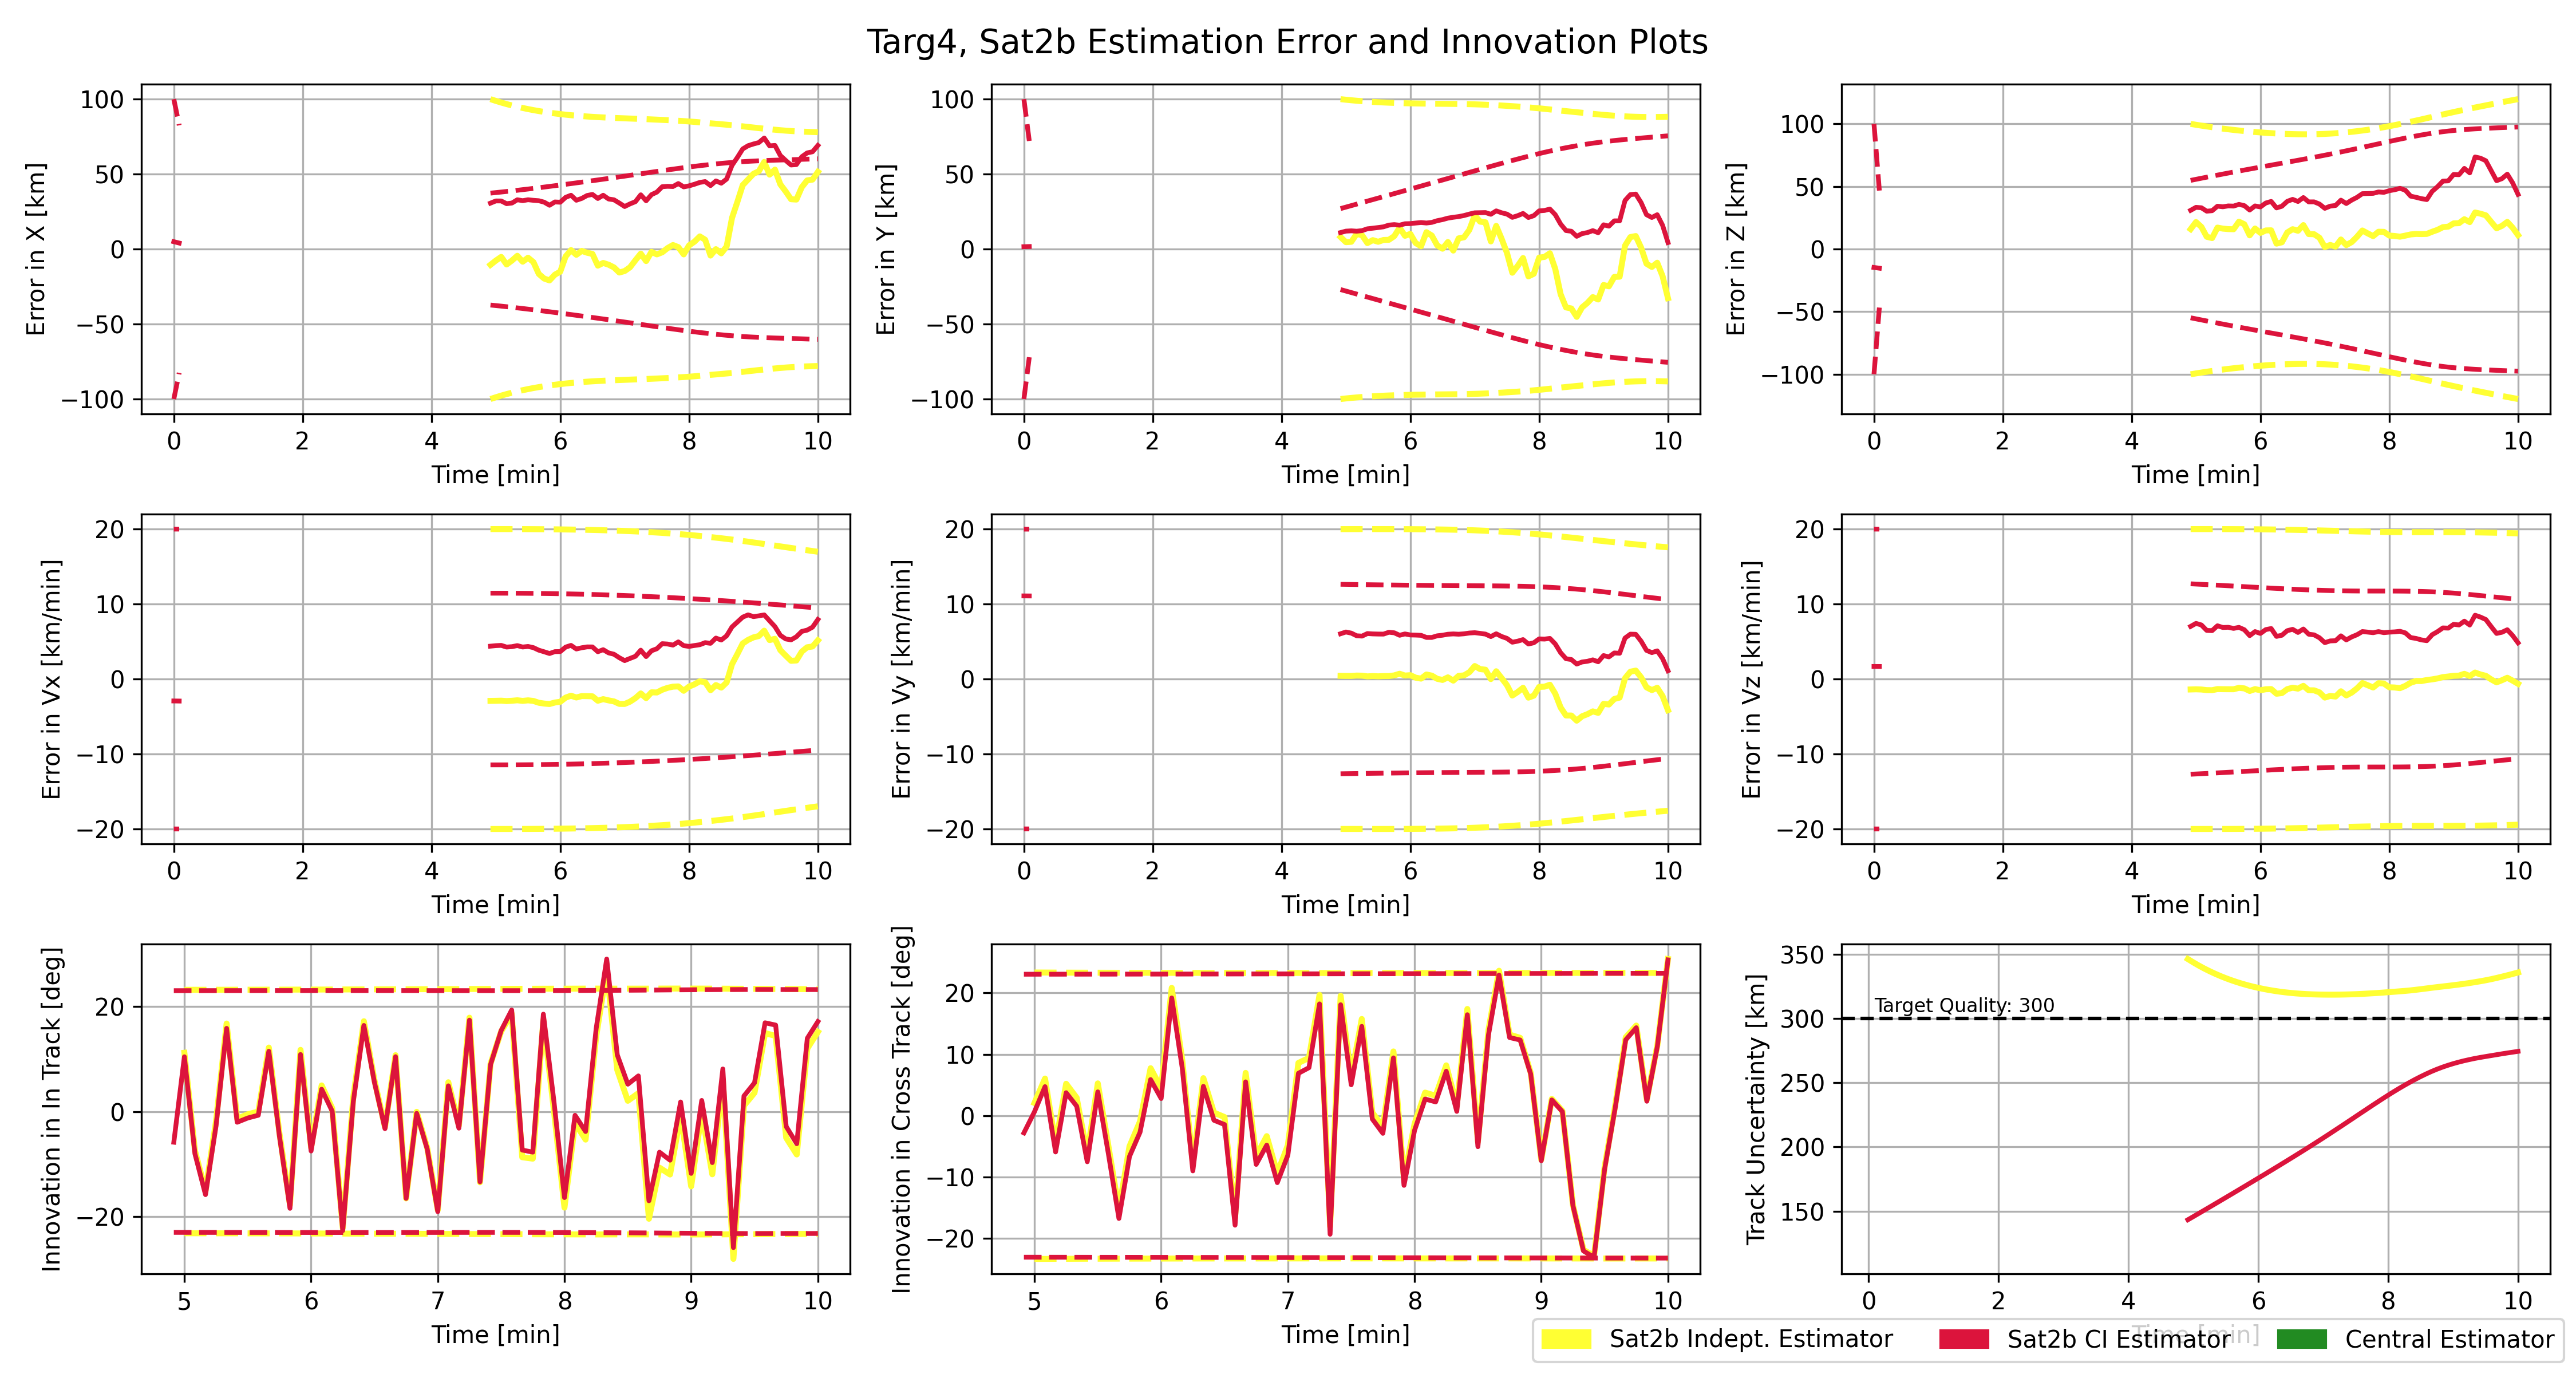 Targ4, Sat2b Estimation Error and Innovation Plots
Error in X [km]
100
50
0
−50
−100
0 2 4 6 8 10
Time [min]
Error in Y [km]
100
50
0
−50
−100
0 2 4 6 8 10
Time [min]
Error in Z [km]
100
50
0
−50
−100
0 2 4 6 8 10
Time [min]
Error in Vx [km/min]
20
10
0
−10
−20
0 2 4 6 8 10
Time [min]
Error in Vy [km/min]
20
10
0
−10
−20
0 2 4 6 8 10
Time [min]
Error in Vz [km/min]
20
10
0
−10
−20
0 2 4 6 8 10
Time [min]
Innovation in In Track [deg]
20
0
−20
5 6 7 8 9 10
Time [min]
Innovation in Cross Track [deg]
20
10
0
−10
−20
5 6 7 8 9 10
Time [min]
Track Uncertainty [km]
350
300
250
200
150
Target Quality: 300
0 2 4 6 8 10
Time [min]
Sat2b Indept. Estimator
Sat2b CI Estimator
Central Estimator